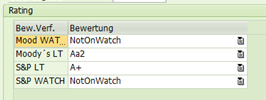 Rating
Bew.Verf. Bewertung
Mood WAT... NotOnWatch
Moody´s LT Aa2
S&P LT A+
S&P WATCH NotOnWatch